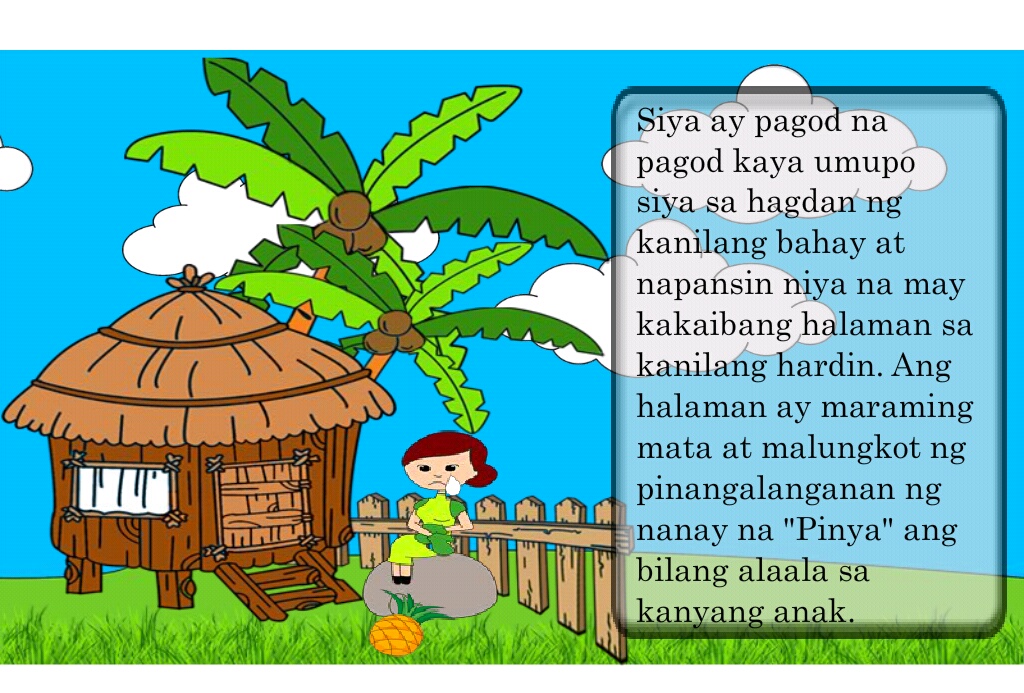 Siya ay pagod na
pagod kaya umupo
siya sa hagdan ng
kanilang bahay at
napansin niya na may
kakaibang halaman sa
kanilang hardin. Ang
halaman ay maraming
mata at malungkot ng
pinangalanganan ng
nanay na "Pinya" ang
bilang alaala sa
kanyang anak.